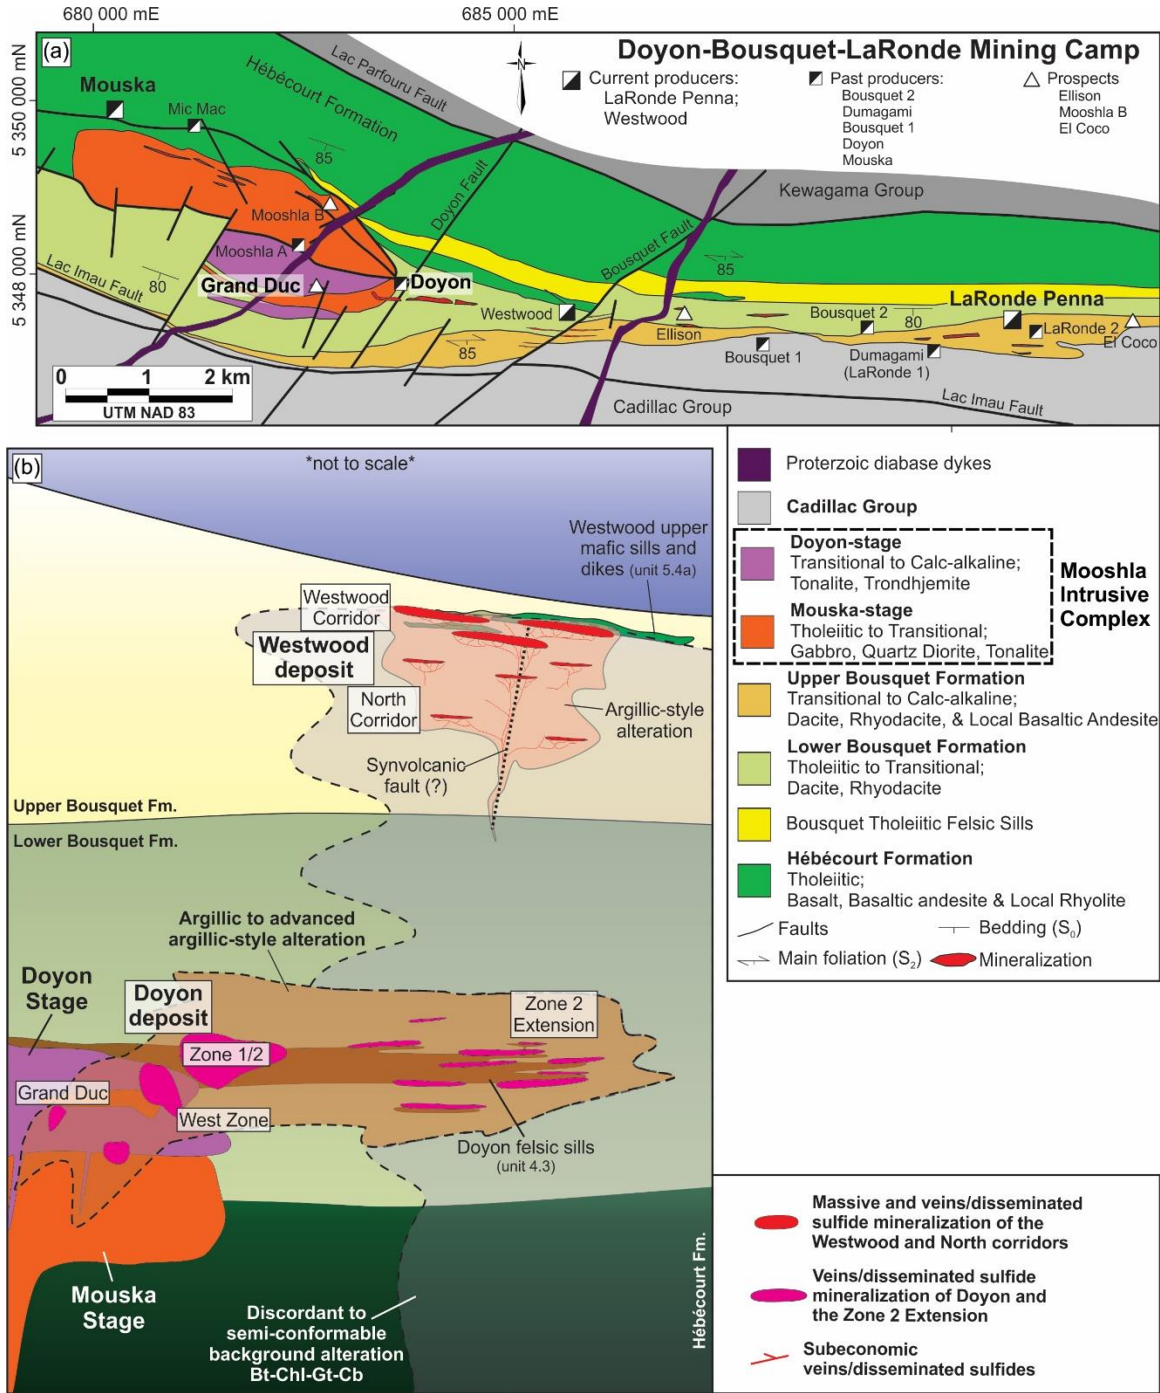 680 000 mE
685 000 mE
5 350 000 mN
5 348 000 mN
(a)
Doyon-Bousquet-LaRonde Mining Camp
Current producers:
LaRonde Penna;
Westwood
Past producers:
Bousquet 2
Dumagami
Bousquet 1
Doyon
Mouska
Prospects
Ellison
Mooshla B
El Coco
N
Lac Parfouru Fault
Hébécourt Formation
Mouska
Mic Mac
85
Kewagama Group
Doyon Fault
Mooshla B
Bousquet Fault
85
Mooshla A
Lac Imau Fault
80
Grand Duc
Doyon
LaRonde Penna
Westwood
Bousquet 2
80
Ellison
LaRonde 2
El Coco
85
Bousquet 1
Dumagami
(LaRonde 1)
0 1 2 km
UTM NAD 83
Cadillac Group
Lac Imau Fault
(b)
*not to scale*
Westwood upper
mafic sills and
dikes (unit 5.4a)
Westwood
Corridor
Westwood
deposit
North
Corridor
Argillic-style
alteration
Synvolcanic
fault (?)
Upper Bousquet Fm.
Lower Bousquet Fm.
Argillic to advanced
argillic-style alteration
Doyon
Stage
Doyon
deposit
Zone 2
Extension
Zone 1/2
Grand Duc
West Zone
Doyon felsic sills
(unit 4.3)
Mouska
Stage
Discordant to
semi-conformable
background alteration
Bt-Chl-Gt-Cb
Hébécourt Fm.
Proterzoic diabase dykes
Cadillac Group
Doyon-stage
Transitional to Calc-alkaline;
Tonalite, Trondhjemite
Mouska-stage
Tholeiitic to Transitional;
Gabbro, Quartz Diorite, Tonalite
Mooshla
Intrusive
Complex
Upper Bousquet Formation
Transitional to Calc-alkaline;
Dacite, Rhyodacite, & Local Basaltic Andesite
Lower Bousquet Formation
Tholeiitic to Transitional;
Dacite, Rhyodacite
Bousquet Tholeiitic Felsic Sills
Hébécourt Formation
Tholeiitic;
Basalt, Basaltic andesite & Local Rhyolite
Faults
Bedding (S₀)
Main foliation (S₂)
Mineralization
Massive and veins/disseminated
sulfide mineralization of the
Westwood and North corridors
Veins/disseminated sulfide
mineralization of Doyon and
the Zone 2 Extension
Subeconomic
veins/disseminated sulfides